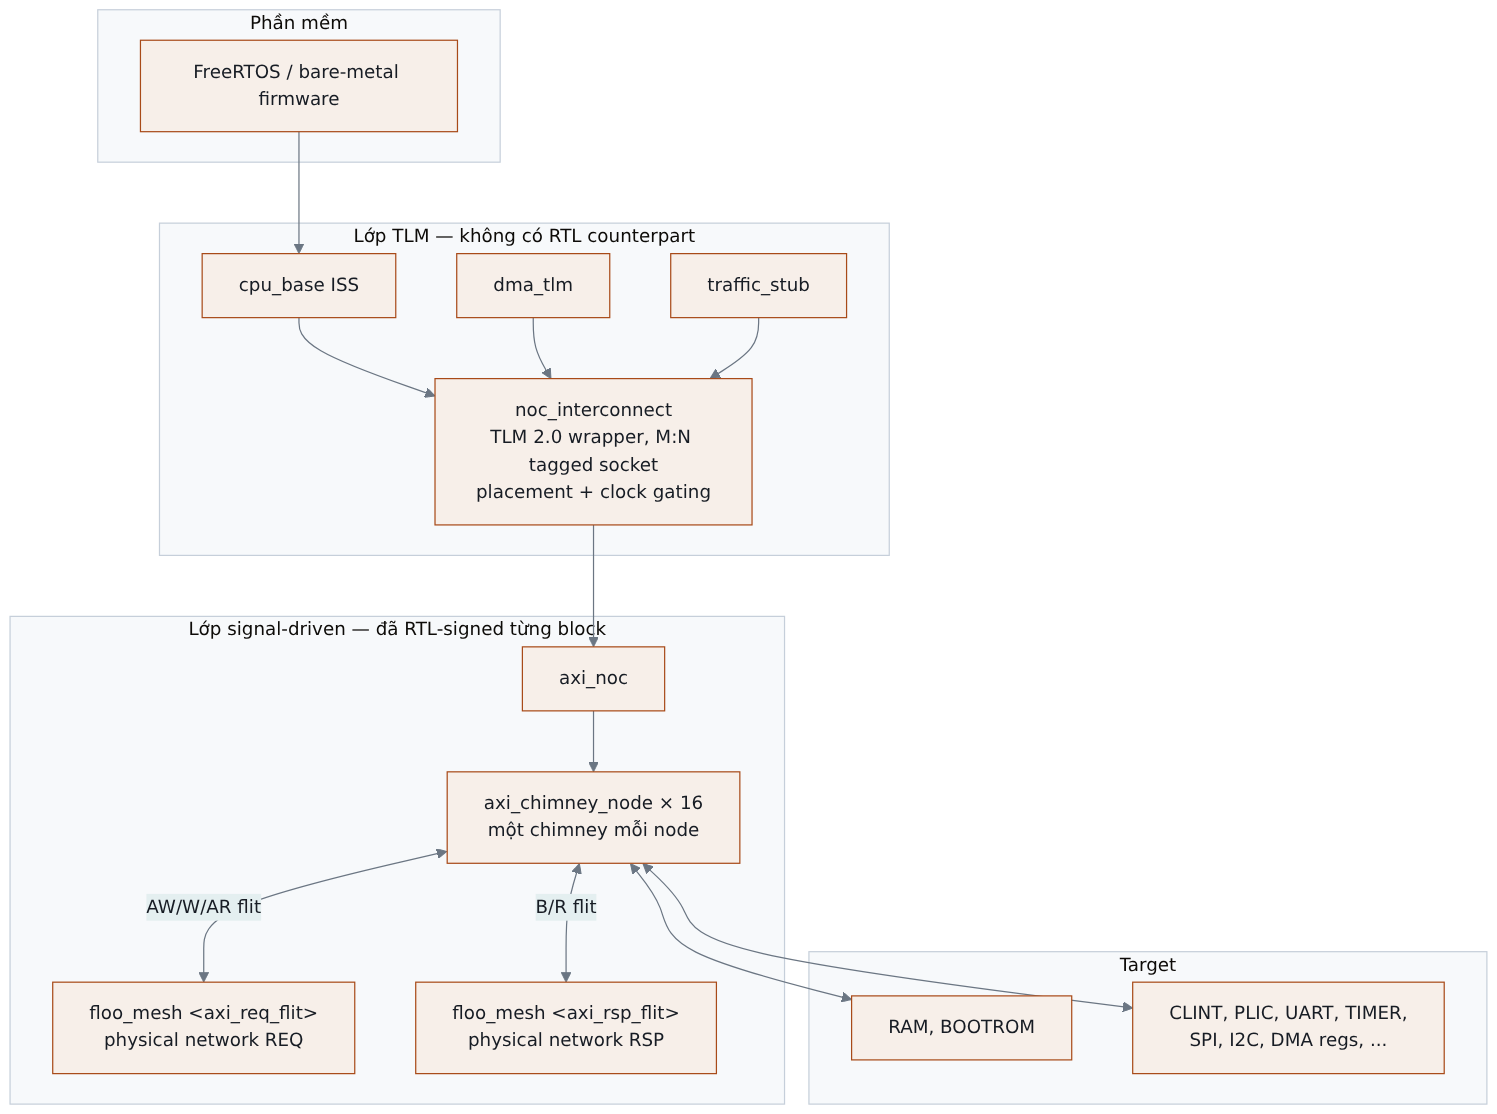 Phần mềm
FreeRTOS / bare-metal
firmware
Lớp TLM — không có RTL counterpart
cpu_base ISS
dma_tlm
traffic_stub
noc_interconnect
TLM 2.0 wrapper, M:N
tagged socket
placement + clock gating
Lớp signal-driven — đã RTL-signed từng block
axi_noc
axi_chimney_node × 16
một chimney mỗi node
AW/W/AR flit
B/R flit
floo_mesh <axi_req_flit>
physical network REQ
floo_mesh <axi_rsp_flit>
physical network RSP
Target
RAM, BOOTROM
CLINT, PLIC, UART, TIMER,
SPI, I2C, DMA regs, ...